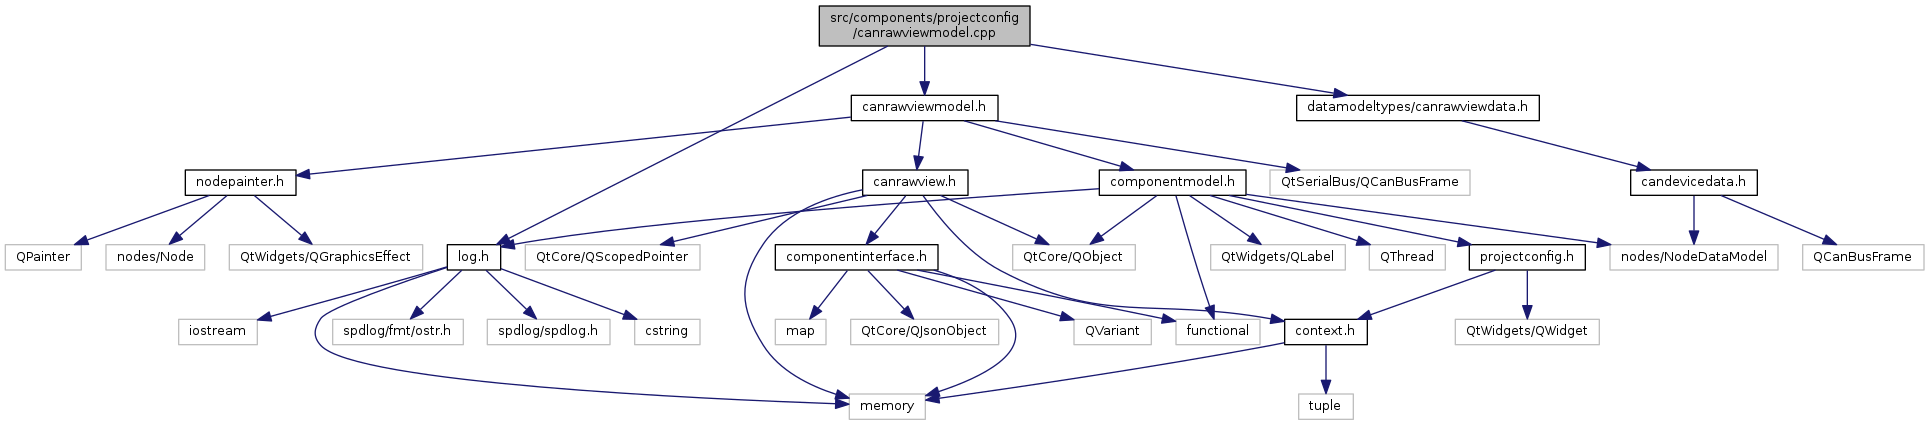 src/components/projectconfig
/canrawviewmodel.cpp
canrawviewmodel.h
datamodeltypes/canrawviewdata.h
nodepainter.h
canrawview.h
componentmodel.h
QtSerialBus/QCanBusFrame
candevicedata.h
QPainter
nodes/Node
QtWidgets/QGraphicsEffect
log.h
QtCore/QScopedPointer
componentinterface.h
QtCore/QObject
QtWidgets/QLabel
QThread
projectconfig.h
nodes/NodeDataModel
QCanBusFrame
iostream
spdlog/fmt/ostr.h
spdlog/spdlog.h
cstring
map
QtCore/QJsonObject
QVariant
functional
context.h
QtWidgets/QWidget
memory
tuple